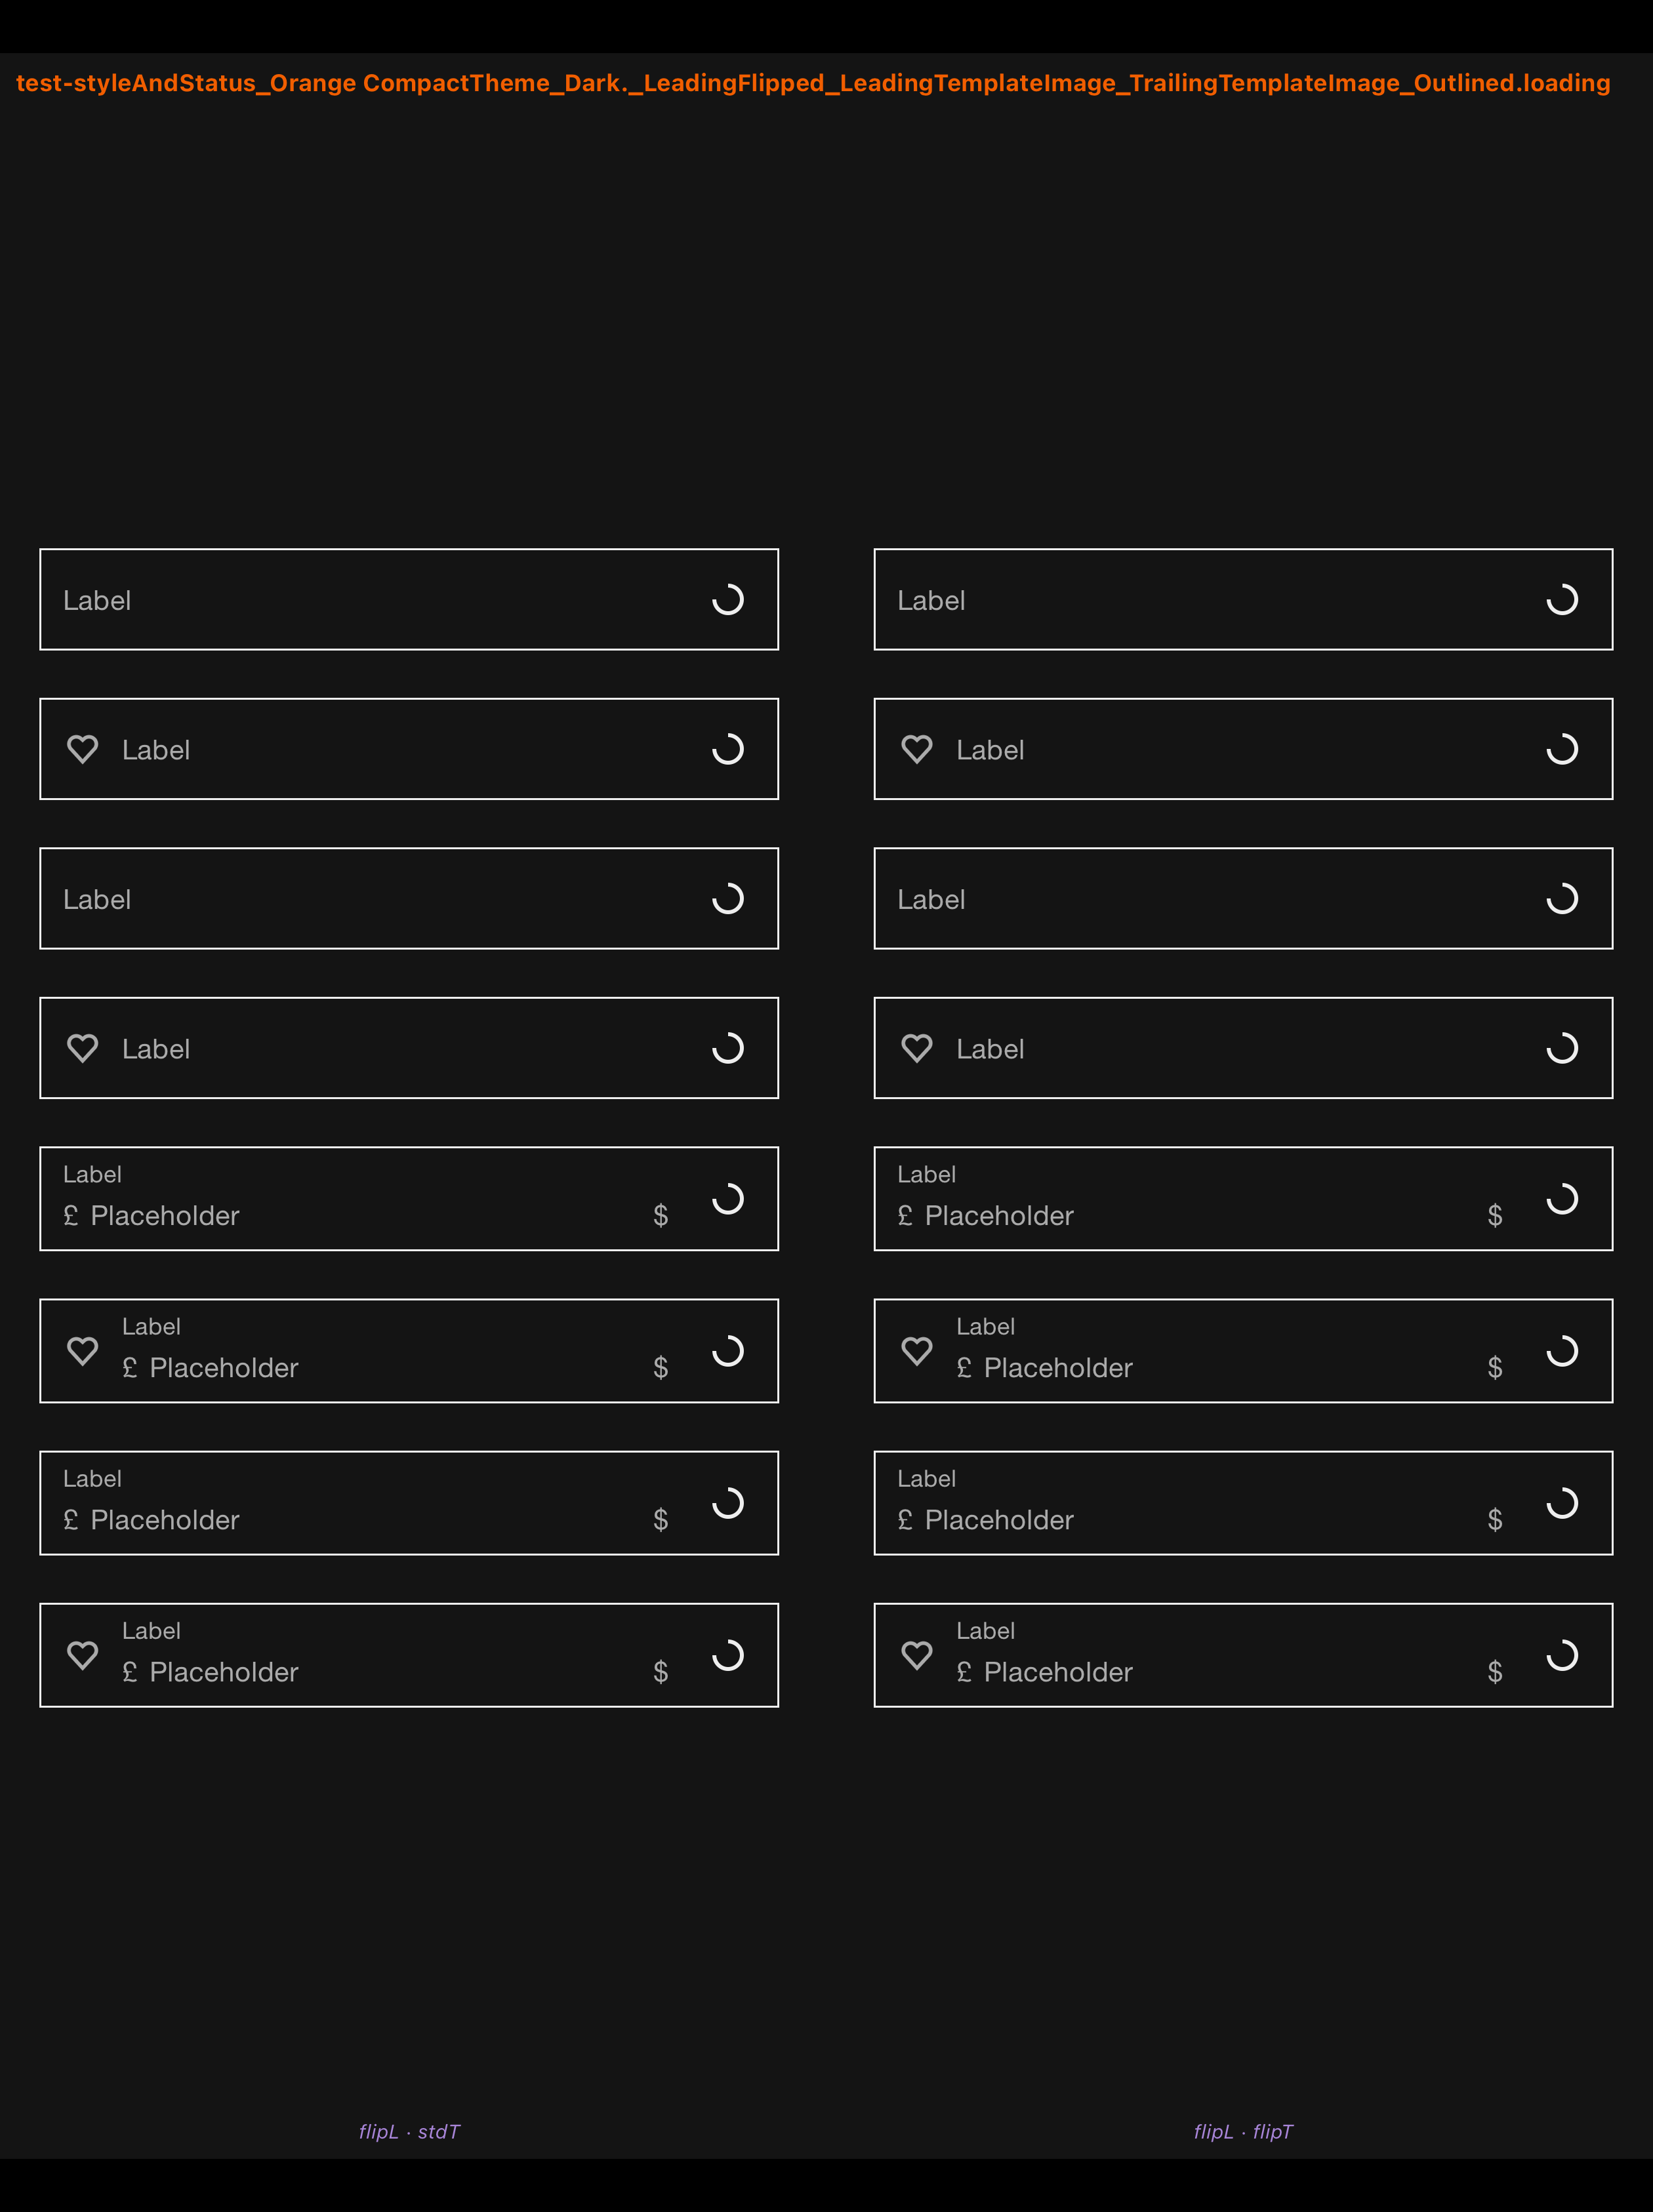 test-styleAndStatus_Orange CompactTheme_Dark._LeadingFlipped_LeadingTemplateImage_TrailingTemplateImage_Outlined.loading
Label
Label
Label
Label
Label
Label
Label
Label
Label
£ Placeholder $
Label
£ Placeholder $
Label
£ Placeholder $
Label
£ Placeholder $
Label
£ Placeholder $
Label
£ Placeholder $
Label
£ Placeholder $
Label
£ Placeholder $
flipL · stdT
flipL · flipT